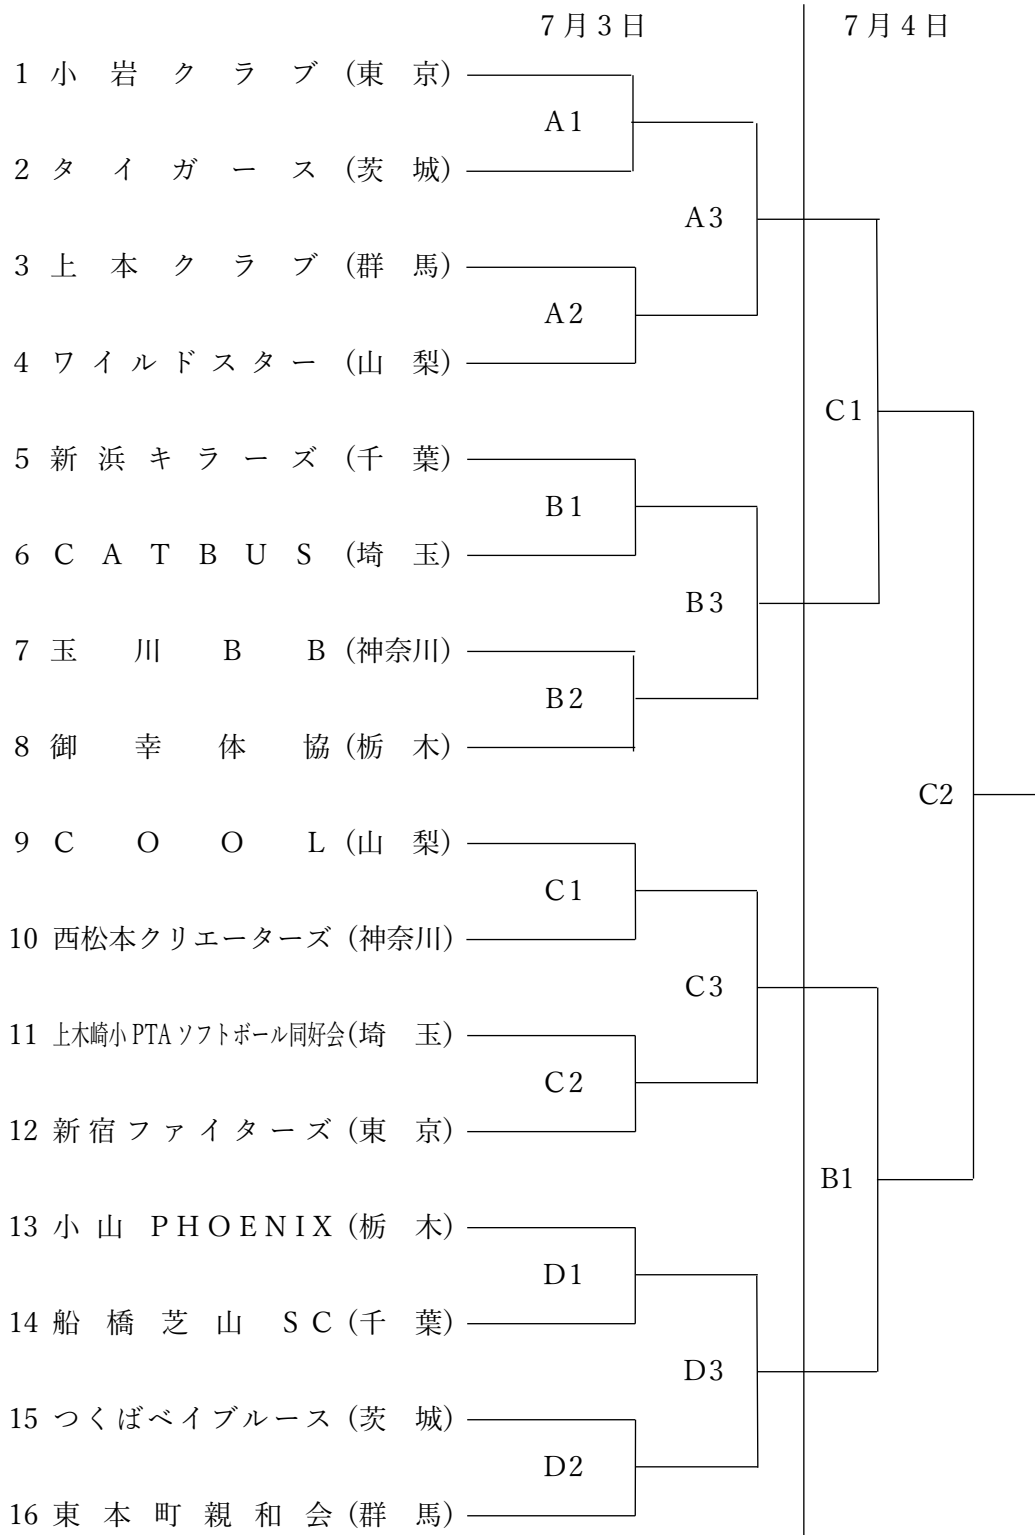 7月3日 7月4日
1 小岩クラブ (東京)
A1
2 タイガース (茨城)
A3
3 上本クラブ (群馬)
A2
4 ワイルドスター (山梨)
C1
5 新浜キラーズ (千葉)
B1
6 CATBUS (埼玉)
B3
7 玉川BB (神奈川)
B2
8 御幸体協 (栃木)
C2
9 COOL (山梨)
C1
10 西松本クリエーターズ (神奈川)
C3
11 上木崎小PTAソフトボール同好会(埼玉)
C2
12 新宿ファイターズ (東京)
B1
13 小山PHOENIX (栃木)
D1
14 船橋芝山SC (千葉)
D3
15 つくばベイブルース (茨城)
D2
16 東本町親和会 (群馬)